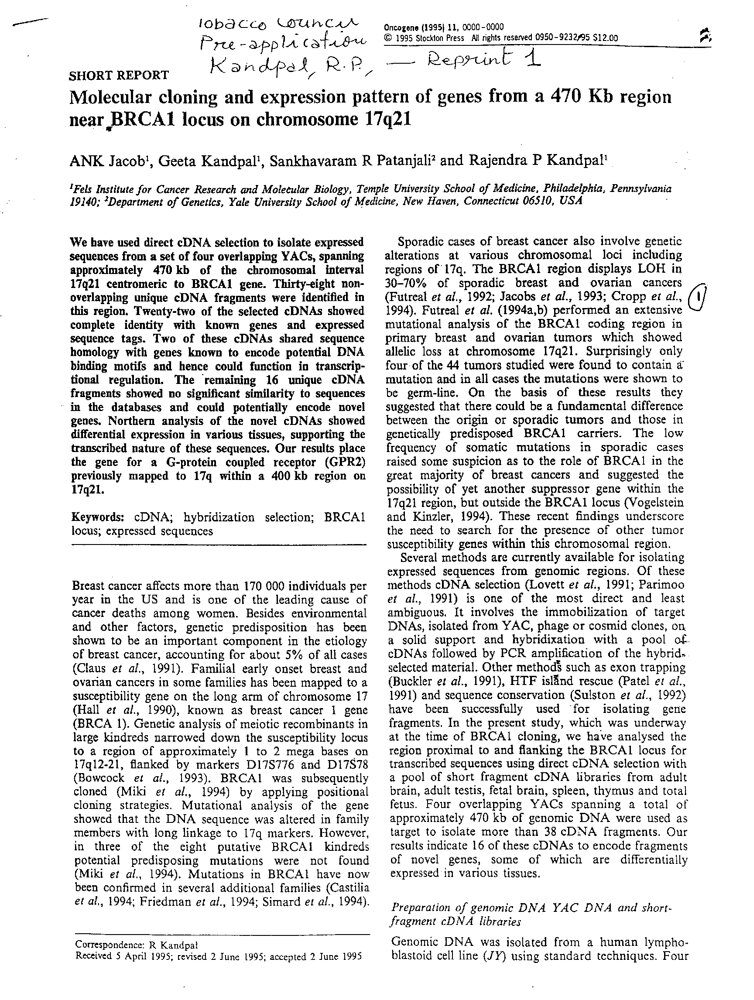 Tobacco Council
Pre-application
Kandpal, R.P., — Reprint 1
Oncogene (1995) 11, 0000-0000
© 1995 Stockton Press All rights reserved 0950-9232/95 $12.00
SHORT REPORT
Molecular cloning and expression pattern of genes from a 470 Kb region
near BRCA1 locus on chromosome 17q21
ANK Jacob¹, Geeta Kandpal¹, Sankhavaram R Patanjali² and Rajendra P Kandpal¹
¹Fels Institute for Cancer Research and Molecular Biology, Temple University School of Medicine, Philadelphia, Pennsylvania
19140; ²Department of Genetics, Yale University School of Medicine, New Haven, Connecticut 06510, USA
We have used direct cDNA selection to isolate expressed
sequences from a set of four overlapping YACs, spanning
approximately 470 kb of the chromosomal interval
17q21 centromeric to BRCA1 gene. Thirty-eight non-
overlapping unique cDNA fragments were identified in
this region. Twenty-two of the selected cDNAs showed
complete identity with known genes and expressed
sequence tags. Two of these cDNAs shared sequence
homology with genes known to encode potential DNA
binding motifs and hence could function in transcrip-
tional regulation. The remaining 16 unique cDNA
fragments showed no significant similarity to sequences
in the databases and could potentially encode novel
genes. Northern analysis of the novel cDNAs showed
differential expression in various tissues, supporting the
transcribed nature of these sequences. Our results place
the gene for a G-protein coupled receptor (GPR2)
previously mapped to 17q within a 400 kb region on
17q21.
Keywords: cDNA; hybridization selection; BRCA1
locus; expressed sequences
Breast cancer affects more than 170 000 individuals per
year in the US and is one of the leading cause of
cancer deaths among women. Besides environmental
and other factors, genetic predisposition has been
shown to be an important component in the etiology
of breast cancer, accounting for about 5% of all cases
(Claus et al., 1991). Familial early onset breast and
ovarian cancers in some families has been mapped to a
susceptibility gene on the long arm of chromosome 17
(Hall et al., 1990), known as breast cancer 1 gene
(BRCA 1). Genetic analysis of meiotic recombinants in
large kindreds narrowed down the susceptibility locus
to a region of approximately 1 to 2 mega bases on
17q12-21, flanked by markers D17S776 and D17S78
(Bowcock et al., 1993). BRCA1 was subsequently
cloned (Miki et al., 1994) by applying positional
cloning strategies. Mutational analysis of the gene
showed that the DNA sequence was altered in family
members with long linkage to 17q markers. However,
in three of the eight putative BRCA1 kindreds
potential predisposing mutations were not found
(Miki et al., 1994). Mutations in BRCA1 have now
been confirmed in several additional families (Castilia
et al., 1994; Friedman et al., 1994; Simard et al., 1994).
Correspondence: R Kandpal
Received 5 April 1995; revised 2 June 1995; accepted 2 June 1995
Sporadic cases of breast cancer also involve genetic
alterations at various chromosomal loci including
regions of 17q. The BRCA1 region displays LOH in
30–70% of sporadic breast and ovarian cancers
(Futreal et al., 1992; Jacobs et al., 1993; Cropp et al., 1
1994). Futreal et al. (1994a,b) performed an extensive
mutational analysis of the BRCA1 coding region in
primary breast and ovarian tumors which showed
allelic loss at chromosome 17q21. Surprisingly only
four of the 44 tumors studied were found to contain a
mutation and in all cases the mutations were shown to
be germ-line. On the basis of these results they
suggested that there could be a fundamental difference
between the origin or sporadic tumors and those in
genetically predisposed BRCA1 carriers. The low
frequency of somatic mutations in sporadic cases
raised some suspicion as to the role of BRCA1 in the
great majority of breast cancers and suggested the
possibility of yet another suppressor gene within the
17q21 region, but outside the BRCA1 locus (Vogelstein
and Kinzler, 1994). These recent findings underscore
the need to search for the presence of other tumor
susceptibility genes within this chromosomal region.
Several methods are currently available for isolating
expressed sequences from genomic regions. Of these
methods cDNA selection (Lovett et al., 1991; Parimoo
et al., 1991) is one of the most direct and least
ambiguous. It involves the immobilization of target
DNAs, isolated from YAC, phage or cosmid clones, on
a solid support and hybridization with a pool of
cDNAs followed by PCR amplification of the hybrid-
selected material. Other methods such as exon trapping
(Buckler et al., 1991), HTF island rescue (Patel et al.,
1991) and sequence conservation (Sulston et al., 1992)
have been successfully used for isolating gene
fragments. In the present study, which was underway
at the time of BRCA1 cloning, we have analysed the
region proximal to and flanking the BRCA1 locus for
transcribed sequences using direct cDNA selection with
a pool of short fragment cDNA libraries from adult
brain, adult testis, fetal brain, spleen, thymus and total
fetus. Four overlapping YACs spanning a total of
approximately 470 kb of genomic DNA were used as
target to isolate more than 38 cDNA fragments. Our
results indicate 16 of these cDNAs to encode fragments
of novel genes, some of which are differentially
expressed in various tissues.
Preparation of genomic DNA YAC DNA and short-
fragment cDNA libraries
Genomic DNA was isolated from a human lympho-
blastoid cell line (JY) using standard techniques. Four